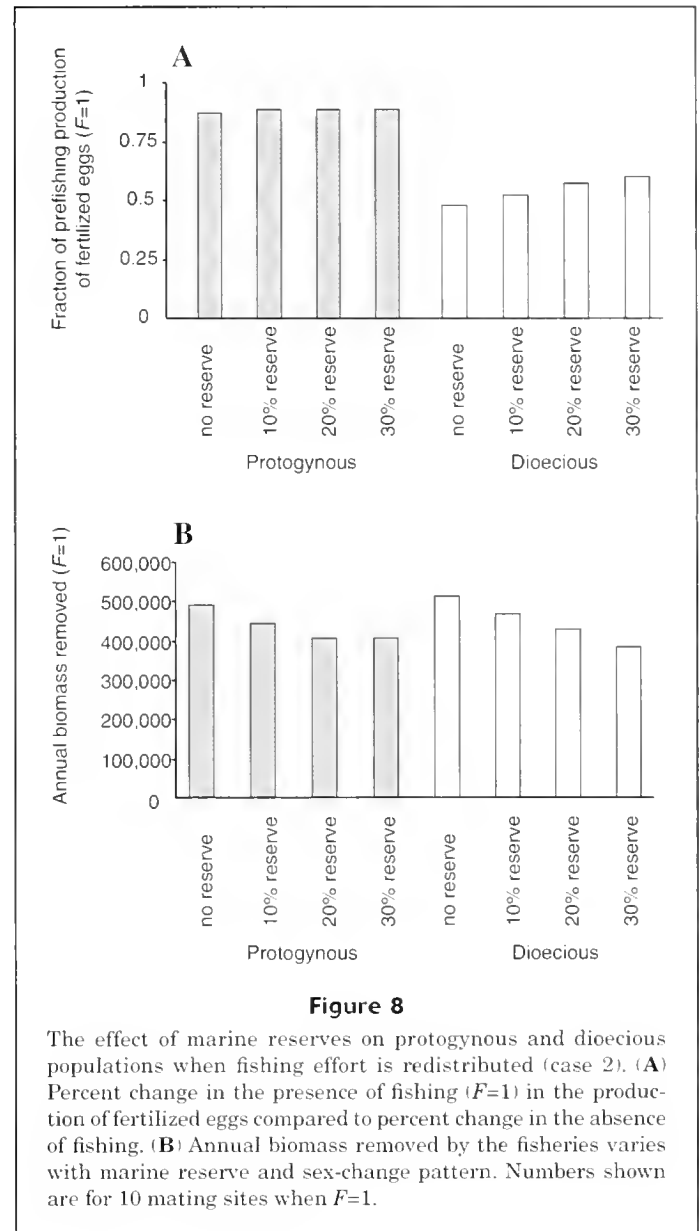 A
Fraction of prefishing production
of fertilized eggs (F=1)
1
0.75
0.5
0.25
0
no reserve
10% reserve
20% reserve
30% reserve
no reserve
10% reserve
20% reserve
30% reserve
Protogynous
Dioecious
B
Annual biomass removed (F=1)
600,000
500,000
400,000
300,000
200,000
100,000
0
no reserve
10% reserve
20% reserve
30% reserve
no reserve
10% reserve
20% reserve
30% reserve
Protogynous
Dioecious
Figure 8
The effect of marine reserves on protogynous and dioecious
populations when fishing effort is redistributed (case 2). (A)
Percent change in the presence of fishing (F=1) in the produc-
tion of fertilized eggs compared to percent change in the absence
of fishing. (B) Annual biomass removed by the fisheries varies
with marine reserve and sex-change pattern. Numbers shown
are for 10 mating sites when F=1.